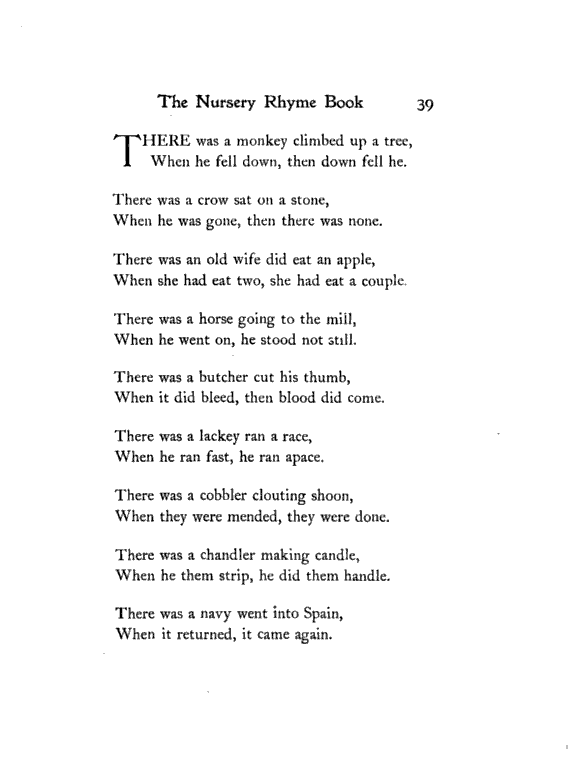 The Nursery Rhyme Book 39
THERE was a monkey climbed up a tree,
When he fell down, then down fell he.
There was a crow sat on a stone,
When he was gone, then there was none.
There was an old wife did eat an apple,
When she had eat two, she had eat a couple.
There was a horse going to the mill,
When he went on, he stood not still.
There was a butcher cut his thumb,
When it did bleed, then blood did come.
There was a lackey ran a race,
When he ran fast, he ran apace.
There was a cobbler clouting shoon,
When they were mended, they were done.
There was a chandler making candle,
When he them strip, he did them handle.
There was a navy went into Spain,
When it returned, it came again.